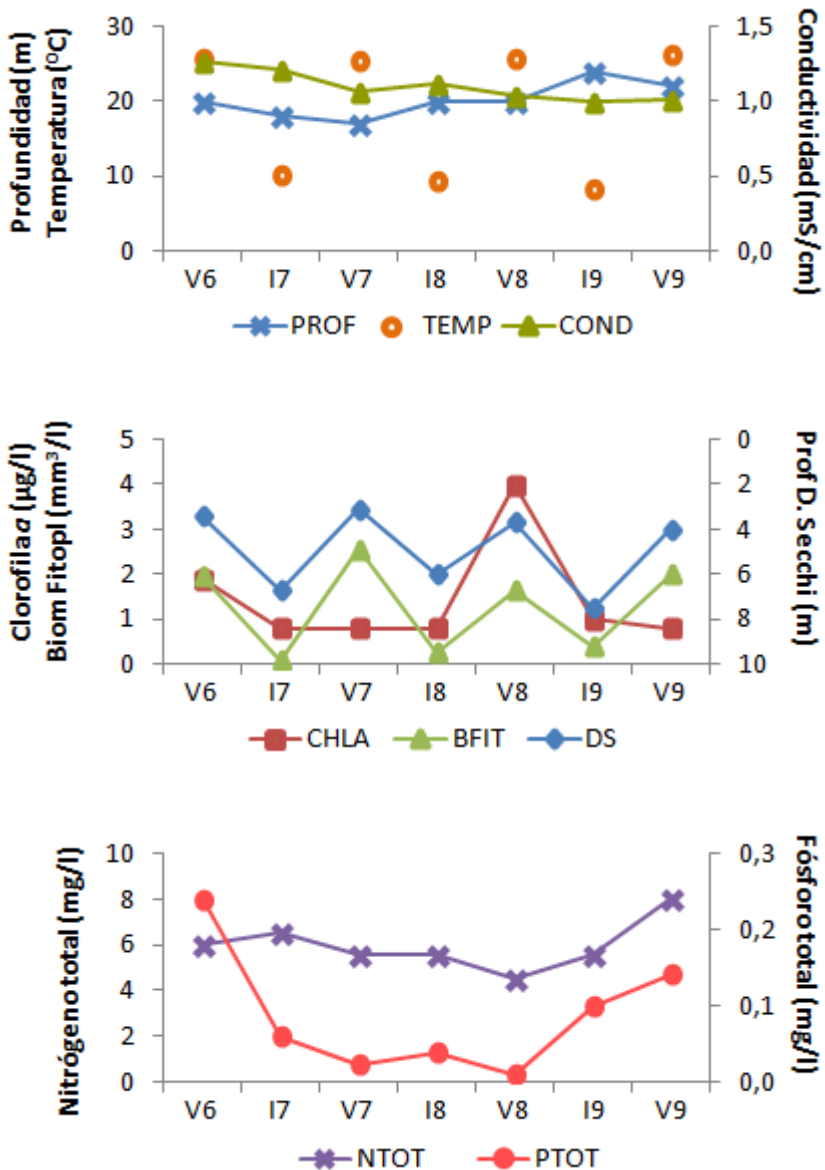 Profundidad (m)
Temperatura (ºC)
30
20
10
0
1,5
1,0
0,5
0,0
Conductividad (mS/cm)
V6 I7 V7 I8 V8 I9 V9
PROF TEMP COND
Clorofila a (µg/l)
Biom Fitopl (mm³/l)
5
4
3
2
1
0
0
2
4
6
8
10
Prof D. Secchi (m)
V6 I7 V7 I8 V8 I9 V9
CHLA BFIT DS
Nitrógeno total (mg/l)
10
8
6
4
2
0
0,3
0,2
0,1
0,0
Fósforo total (mg/l)
V6 I7 V7 I8 V8 I9 V9
NTOT PTOT